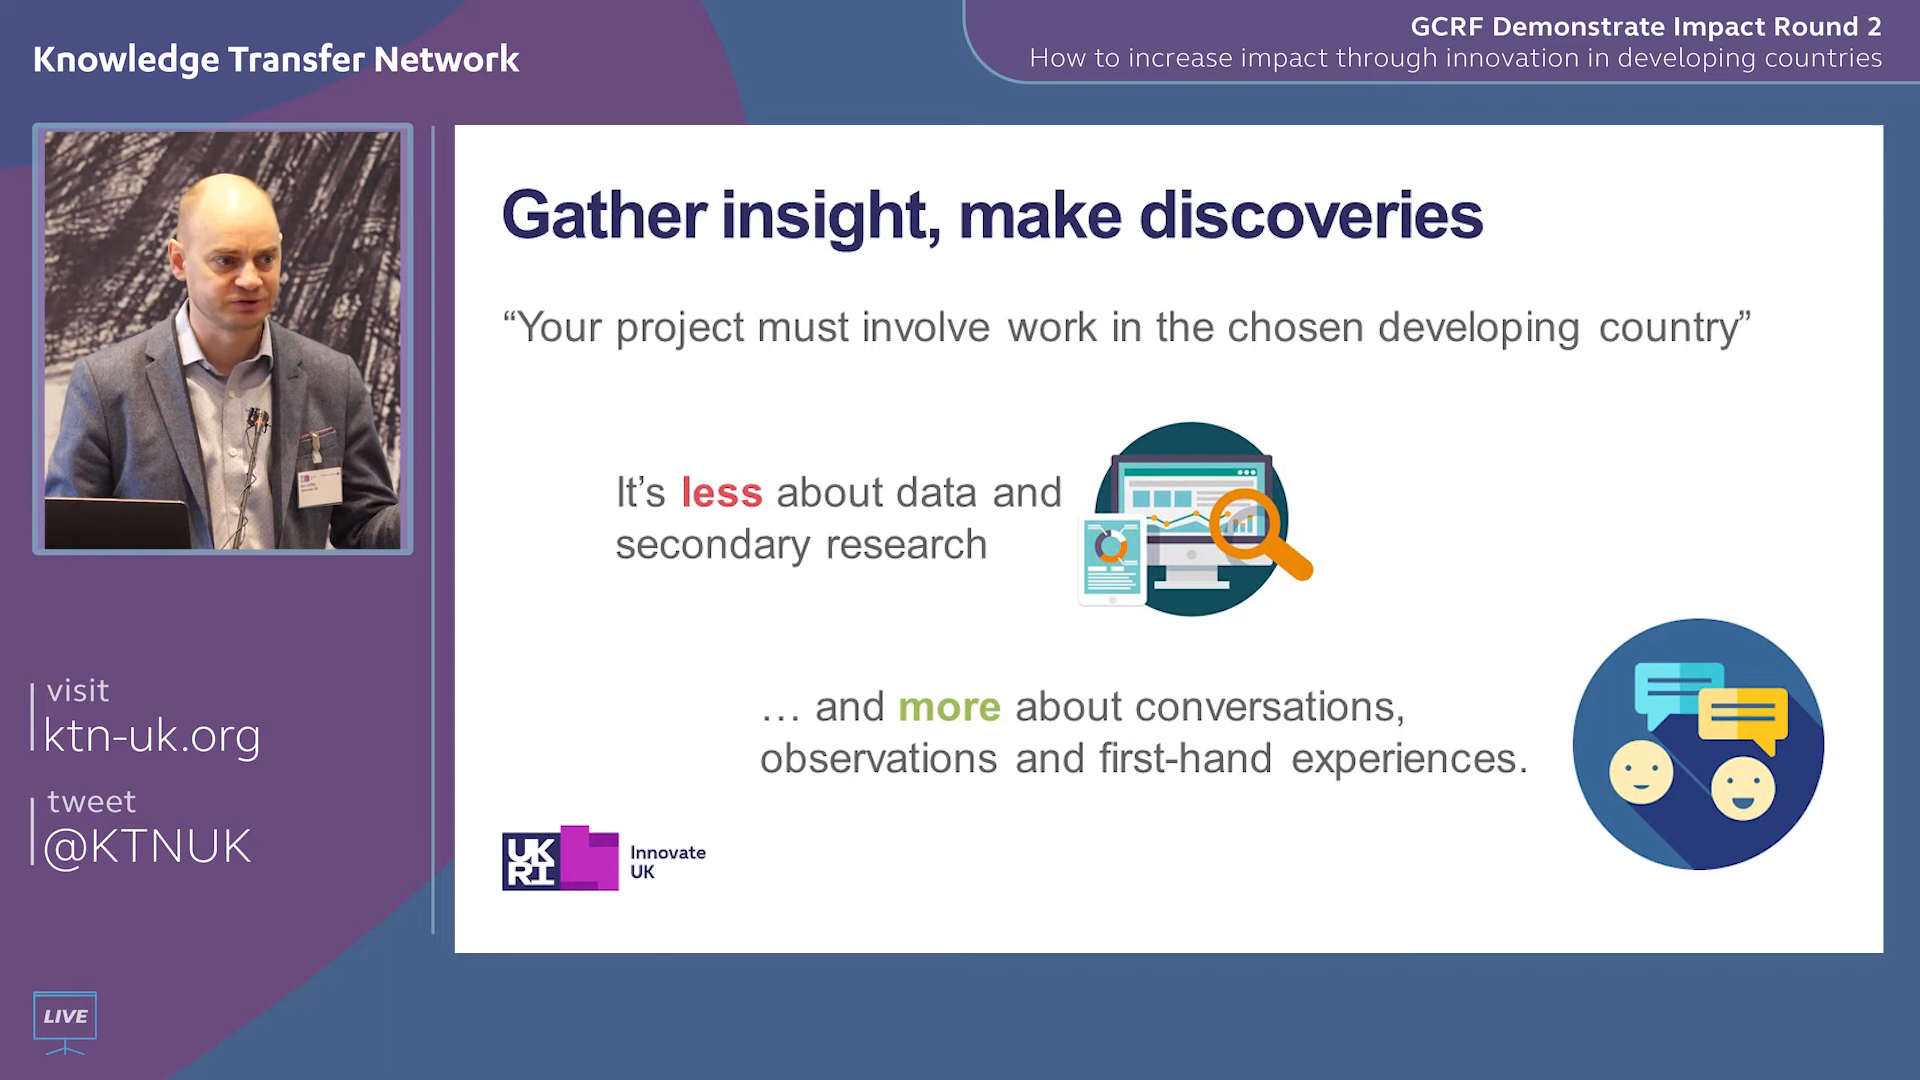 Knowledge Transfer Network
GCRF Demonstrate Impact Round 2
How to increase impact through innovation in developing countries
Gather insight, make discoveries
“Your project must involve work in the chosen developing country”
It’s less about data and
secondary research
… and more about conversations,
observations and first-hand experiences.
UK
RI
Innovate
UK
visit
ktn-uk.org
tweet
@KTNUK
LIVE